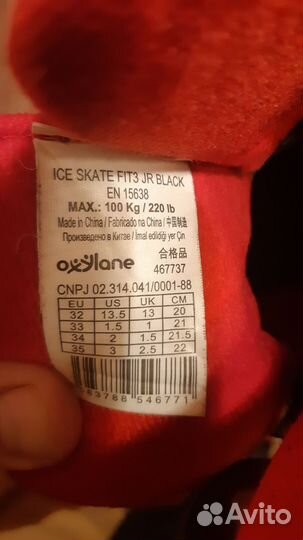 ICE SKATE FIT3 JR BLACK
EN 15638
MAX.: 100 Kg / 220 lb
Made in China / Fabricado na China / 中国制造
Произведено в Китае / Imal edildiği yer Çin
oxylane 合格品
467737
CNPJ 02.314.041/0001-88
EU US UK CM
32 13.5 13 20
33 1.5 1 21
34 2 1.5 21.5
35 3 2.5 22
63788 546771
Avito